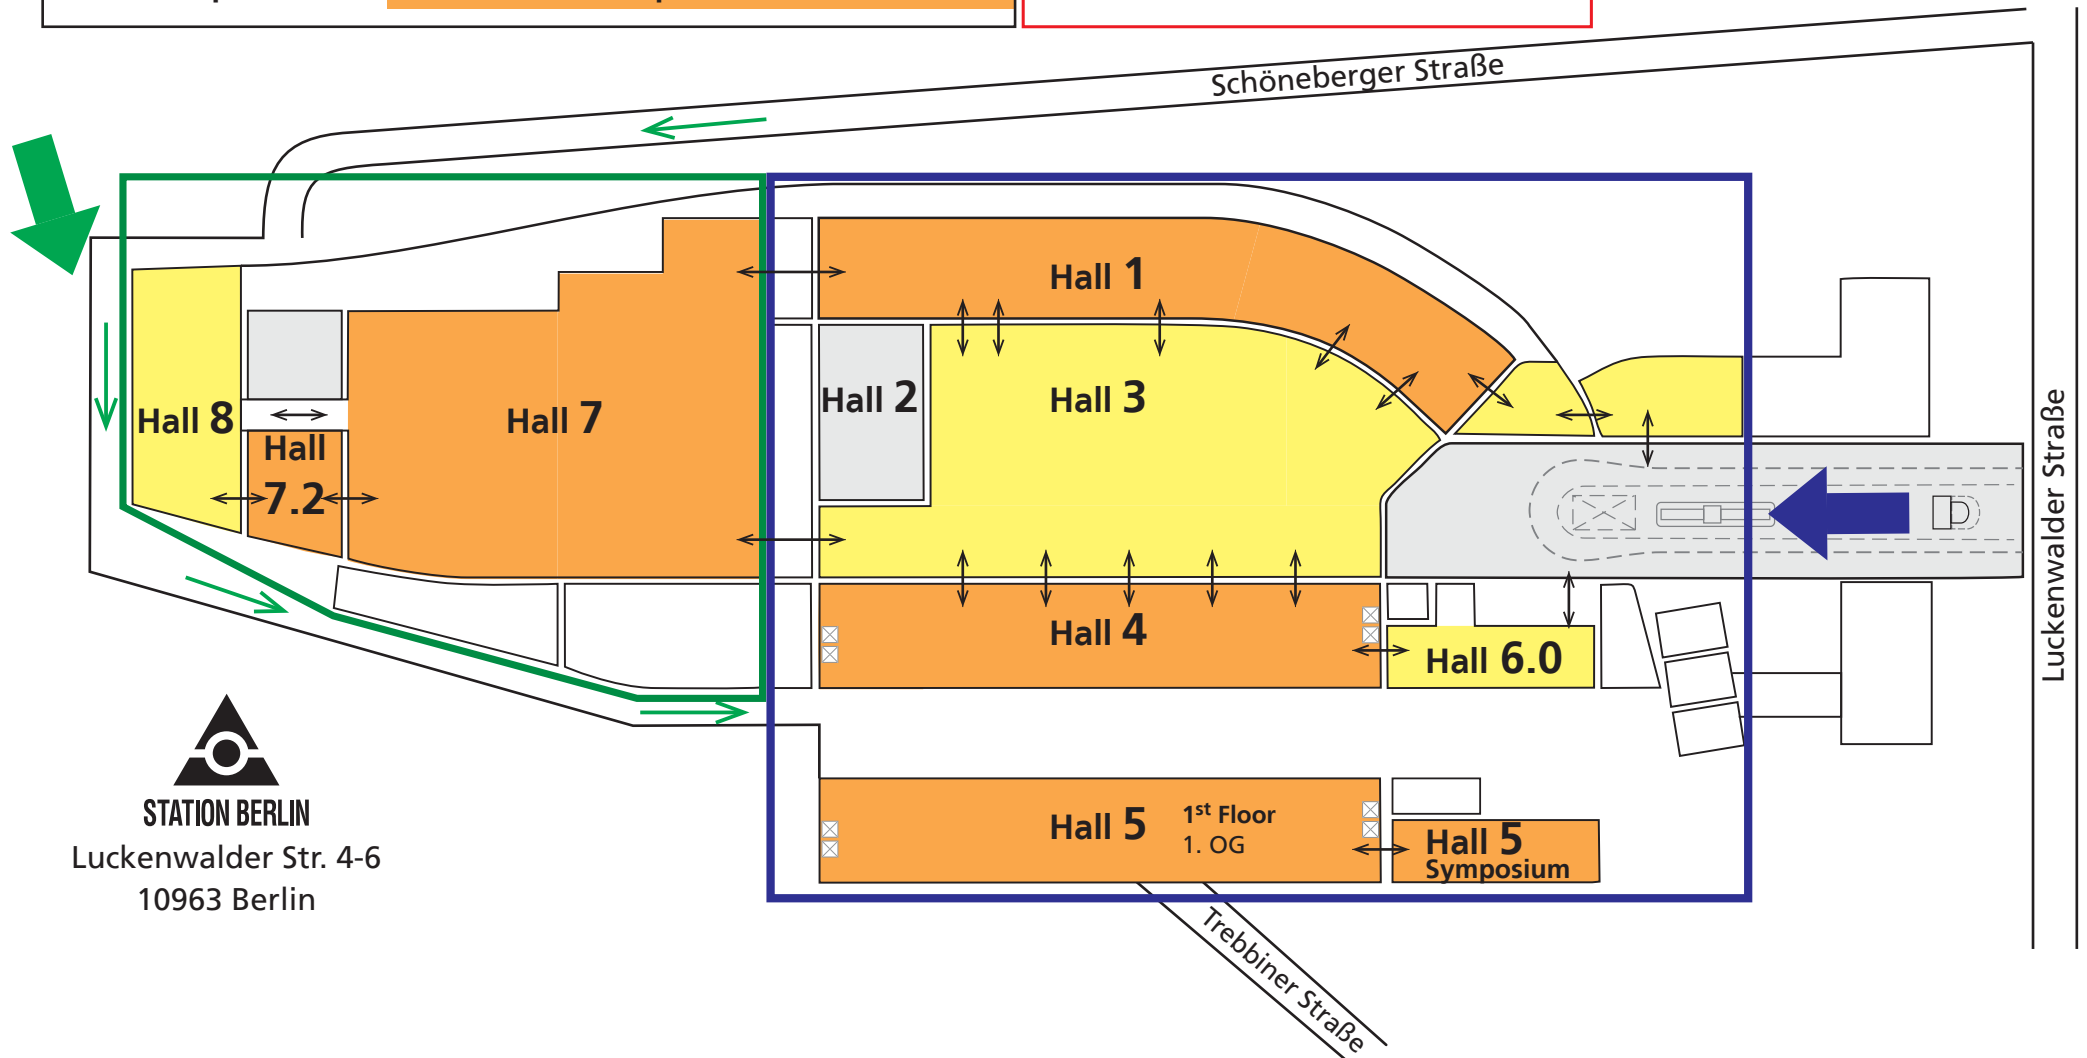 Schöneberger Straße
Hall 1
Hall 2
Hall 3
Hall 8
Hall
7.2
Hall 7
Luckenwalder Straße
Hall 4
Hall 6.0
STATION BERLIN
Luckenwalder Str. 4-6
10963 Berlin
Hall 5
1st Floor
1. OG
Hall 5
Symposium
Trebbiner Straße